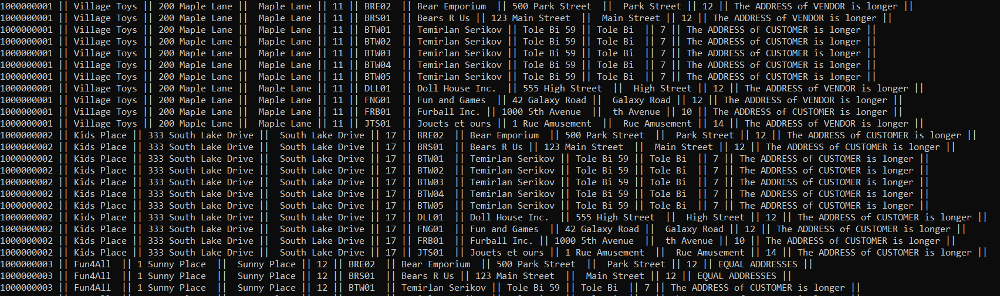 1000000001 || Village Toys || 200 Maple Lane ||  Maple Lane || 11 || BRE02  || Bear Emporium  || 500 Park Street  ||  Park Street || 12 || The ADDRESS of VENDOR is longer ||
1000000001 || Village Toys || 200 Maple Lane ||  Maple Lane || 11 || BRS01  || Bears R Us || 123 Main Street  ||  Main Street || 12 || The ADDRESS of VENDOR is longer ||
1000000001 || Village Toys || 200 Maple Lane ||  Maple Lane || 11 || BTW01  || Temirlan Serikov || Tole Bi 59 || Tole Bi  || 7 || The ADDRESS of CUSTOMER is longer ||
1000000001 || Village Toys || 200 Maple Lane ||  Maple Lane || 11 || BTW02  || Temirlan Serikov || Tole Bi 59 || Tole Bi  || 7 || The ADDRESS of CUSTOMER is longer ||
1000000001 || Village Toys || 200 Maple Lane ||  Maple Lane || 11 || BTW03  || Temirlan Serikov || Tole Bi 59 || Tole Bi  || 7 || The ADDRESS of CUSTOMER is longer ||
1000000001 || Village Toys || 200 Maple Lane ||  Maple Lane || 11 || BTW04  || Temirlan Serikov || Tole Bi 59 || Tole Bi  || 7 || The ADDRESS of CUSTOMER is longer ||
1000000001 || Village Toys || 200 Maple Lane ||  Maple Lane || 11 || BTW05  || Temirlan Serikov || Tole Bi 59 || Tole Bi  || 7 || The ADDRESS of CUSTOMER is longer ||
1000000001 || Village Toys || 200 Maple Lane ||  Maple Lane || 11 || DLL01  || Doll House Inc.  || 555 High Street  ||  High Street || 12 || The ADDRESS of VENDOR is longer ||
1000000001 || Village Toys || 200 Maple Lane ||  Maple Lane || 11 || FNG01  || Fun and Games  || 42 Galaxy Road ||  Galaxy Road || 12 || The ADDRESS of VENDOR is longer ||
1000000001 || Village Toys || 200 Maple Lane ||  Maple Lane || 11 || FRB01  || Furball Inc. || 1000 5th Avenue  ||  th Avenue || 10 || The ADDRESS of CUSTOMER is longer ||
1000000001 || Village Toys || 200 Maple Lane ||  Maple Lane || 11 || JTS01  || Jouets et ours || 1 Rue Amusement  ||  Rue Amusement || 14 || The ADDRESS of VENDOR is longer ||
1000000002 || Kids Place || 333 South Lake Drive ||  South Lake Drive || 17 || BRE02  || Bear Emporium  || 500 Park Street  ||  Park Street || 12 || The ADDRESS of CUSTOMER is longer ||
1000000002 || Kids Place || 333 South Lake Drive ||  South Lake Drive || 17 || BRS01  || Bears R Us || 123 Main Street  ||  Main Street || 12 || The ADDRESS of CUSTOMER is longer ||
1000000002 || Kids Place || 333 South Lake Drive ||  South Lake Drive || 17 || BTW01  || Temirlan Serikov || Tole Bi 59 || Tole Bi  || 7 || The ADDRESS of CUSTOMER is longer ||
1000000002 || Kids Place || 333 South Lake Drive ||  South Lake Drive || 17 || BTW02  || Temirlan Serikov || Tole Bi 59 || Tole Bi  || 7 || The ADDRESS of CUSTOMER is longer ||
1000000002 || Kids Place || 333 South Lake Drive ||  South Lake Drive || 17 || BTW03  || Temirlan Serikov || Tole Bi 59 || Tole Bi  || 7 || The ADDRESS of CUSTOMER is longer ||
1000000002 || Kids Place || 333 South Lake Drive ||  South Lake Drive || 17 || BTW04  || Temirlan Serikov || Tole Bi 59 || Tole Bi  || 7 || The ADDRESS of CUSTOMER is longer ||
1000000002 || Kids Place || 333 South Lake Drive ||  South Lake Drive || 17 || BTW05  || Temirlan Serikov || Tole Bi 59 || Tole Bi  || 7 || The ADDRESS of CUSTOMER is longer ||
1000000002 || Kids Place || 333 South Lake Drive ||  South Lake Drive || 17 || DLL01  || Doll House Inc.  || 555 High Street  ||  High Street || 12 || The ADDRESS of CUSTOMER is longer ||
1000000002 || Kids Place || 333 South Lake Drive ||  South Lake Drive || 17 || FNG01  || Fun and Games  || 42 Galaxy Road ||  Galaxy Road || 12 || The ADDRESS of CUSTOMER is longer ||
1000000002 || Kids Place || 333 South Lake Drive ||  South Lake Drive || 17 || FRB01  || Furball Inc. || 1000 5th Avenue  ||  th Avenue || 10 || The ADDRESS of CUSTOMER is longer ||
1000000002 || Kids Place || 333 South Lake Drive ||  South Lake Drive || 17 || JTS01  || Jouets et ours || 1 Rue Amusement  ||  Rue Amusement || 14 || The ADDRESS of CUSTOMER is longer ||
1000000003 || Fun4All  || 1 Sunny Place  ||  Sunny Place || 12 || BRE02  || Bear Emporium  || 500 Park Street  ||  Park Street || 12 || EQUAL ADDRESSES ||
1000000003 || Fun4All  || 1 Sunny Place  ||  Sunny Place || 12 || BRS01  || Bears R Us || 123 Main Street  ||  Main Street || 12 || EQUAL ADDRESSES ||
1000000003 || Fun4All  || 1 Sunny Place  ||  Sunny Place || 12 || BTW01  || Temirlan Serikov || Tole Bi 59 || Tole Bi  || 7 || The ADDRESS of CUSTOMER is longer ||